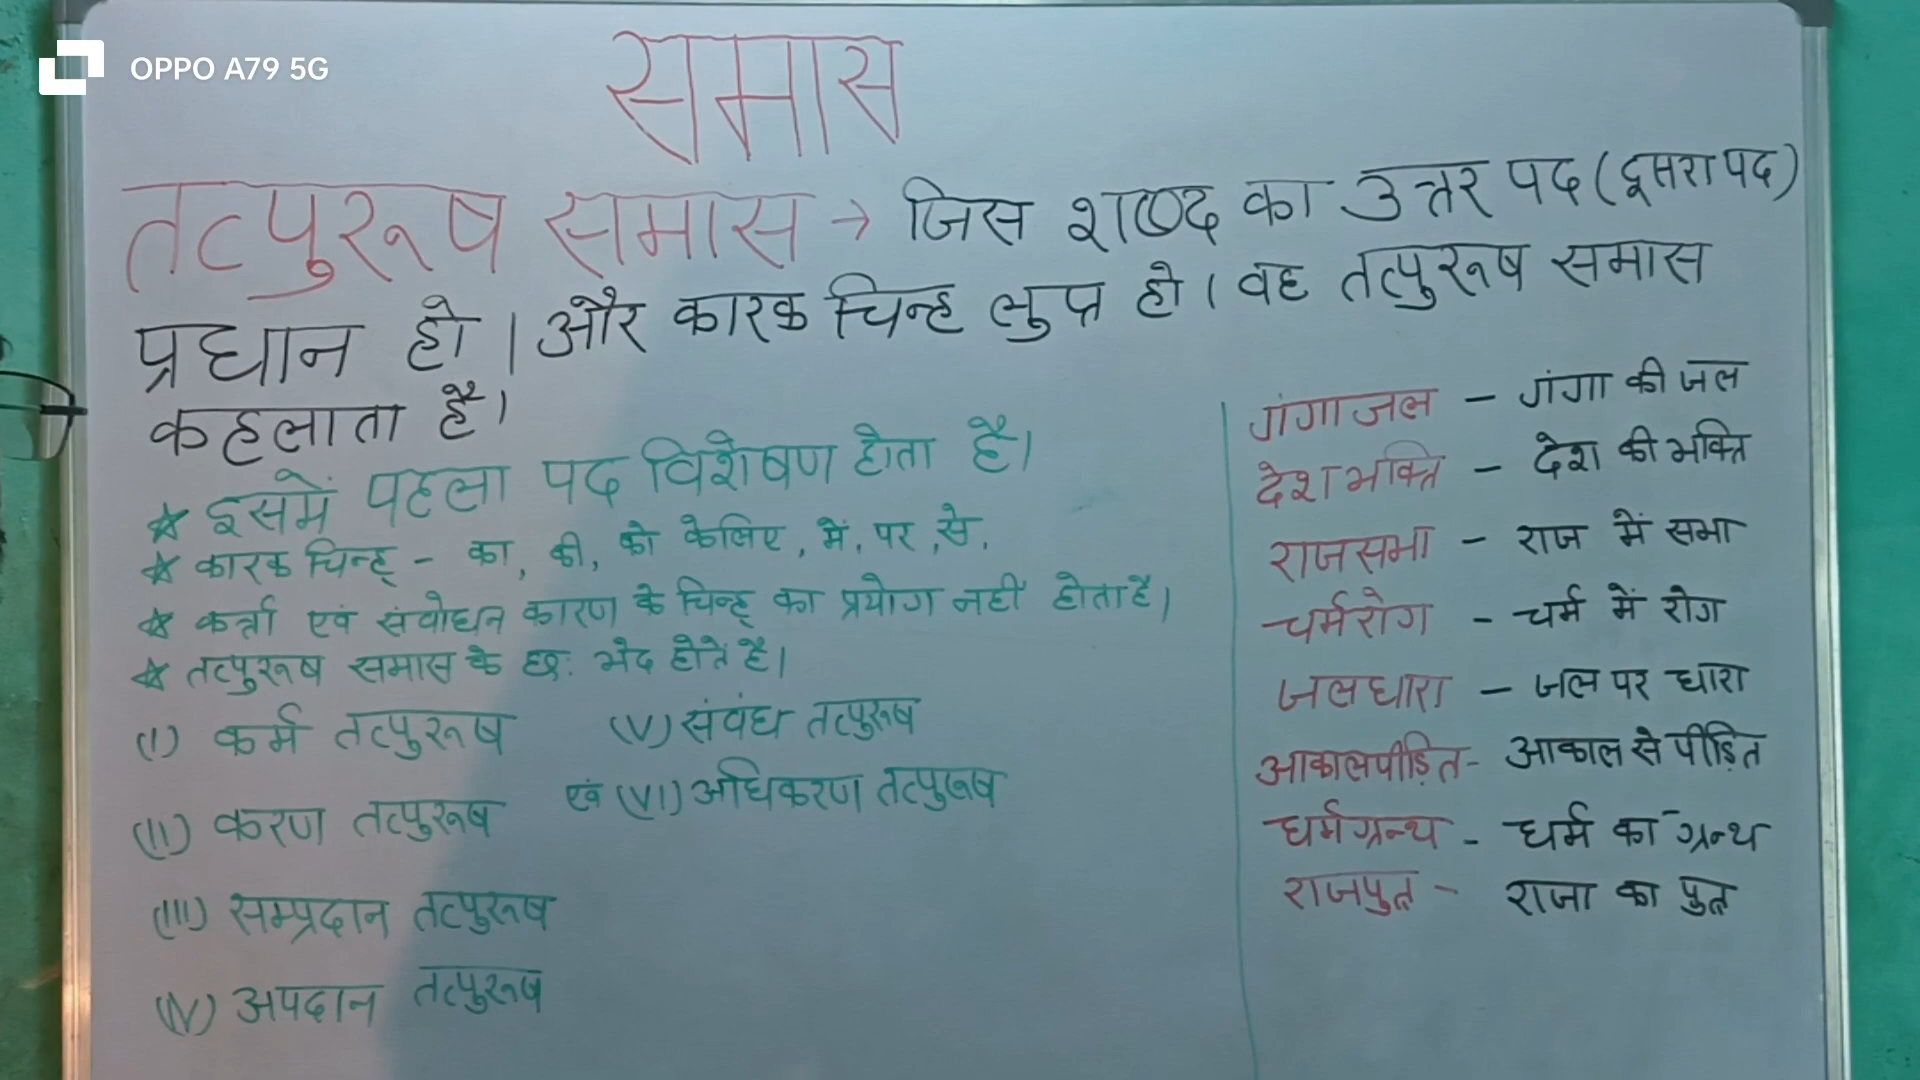 OPPO A79 5G
समास
तत्पुरूष समास → जिस शब्द का उत्तर पद (दूसरा पद)
प्रधान हो। और कारक चिन्ह लुप्त हो। वह तत्पुरूष समास
कहलाता है।
☆ इसमें पहला पद विशेषण होता है।
☆ कारक चिन्ह् - का, की, को केलिए, में, पर, से,
☆ कर्त्ता एवं संवोधन कारण के चिन्ह् का प्रयोग नहीं होता है।
☆ तत्पुरूष समास के छः भेद होते है।
(I) कर्म तत्पुरूष (V) संवंध तत्पुरूष
(II) करण तत्पुरूष एवं (VI) अधिकरण तत्पुरूष
(III) सम्प्रदान तत्पुरूष
(IV) अपदान तत्पुरूष
गंगाजल - गंगा की जल
देशभक्ति - देश की भक्ति
राजसभा - राज में सभा
चर्मरोग - चर्म में रोग
जलधारा - जल पर धारा
आकालपीड़ित - आकाल से पीड़ित
धर्मग्रन्थ - धर्म का ग्रन्थ
राजपुत्र - राजा का पुत्र